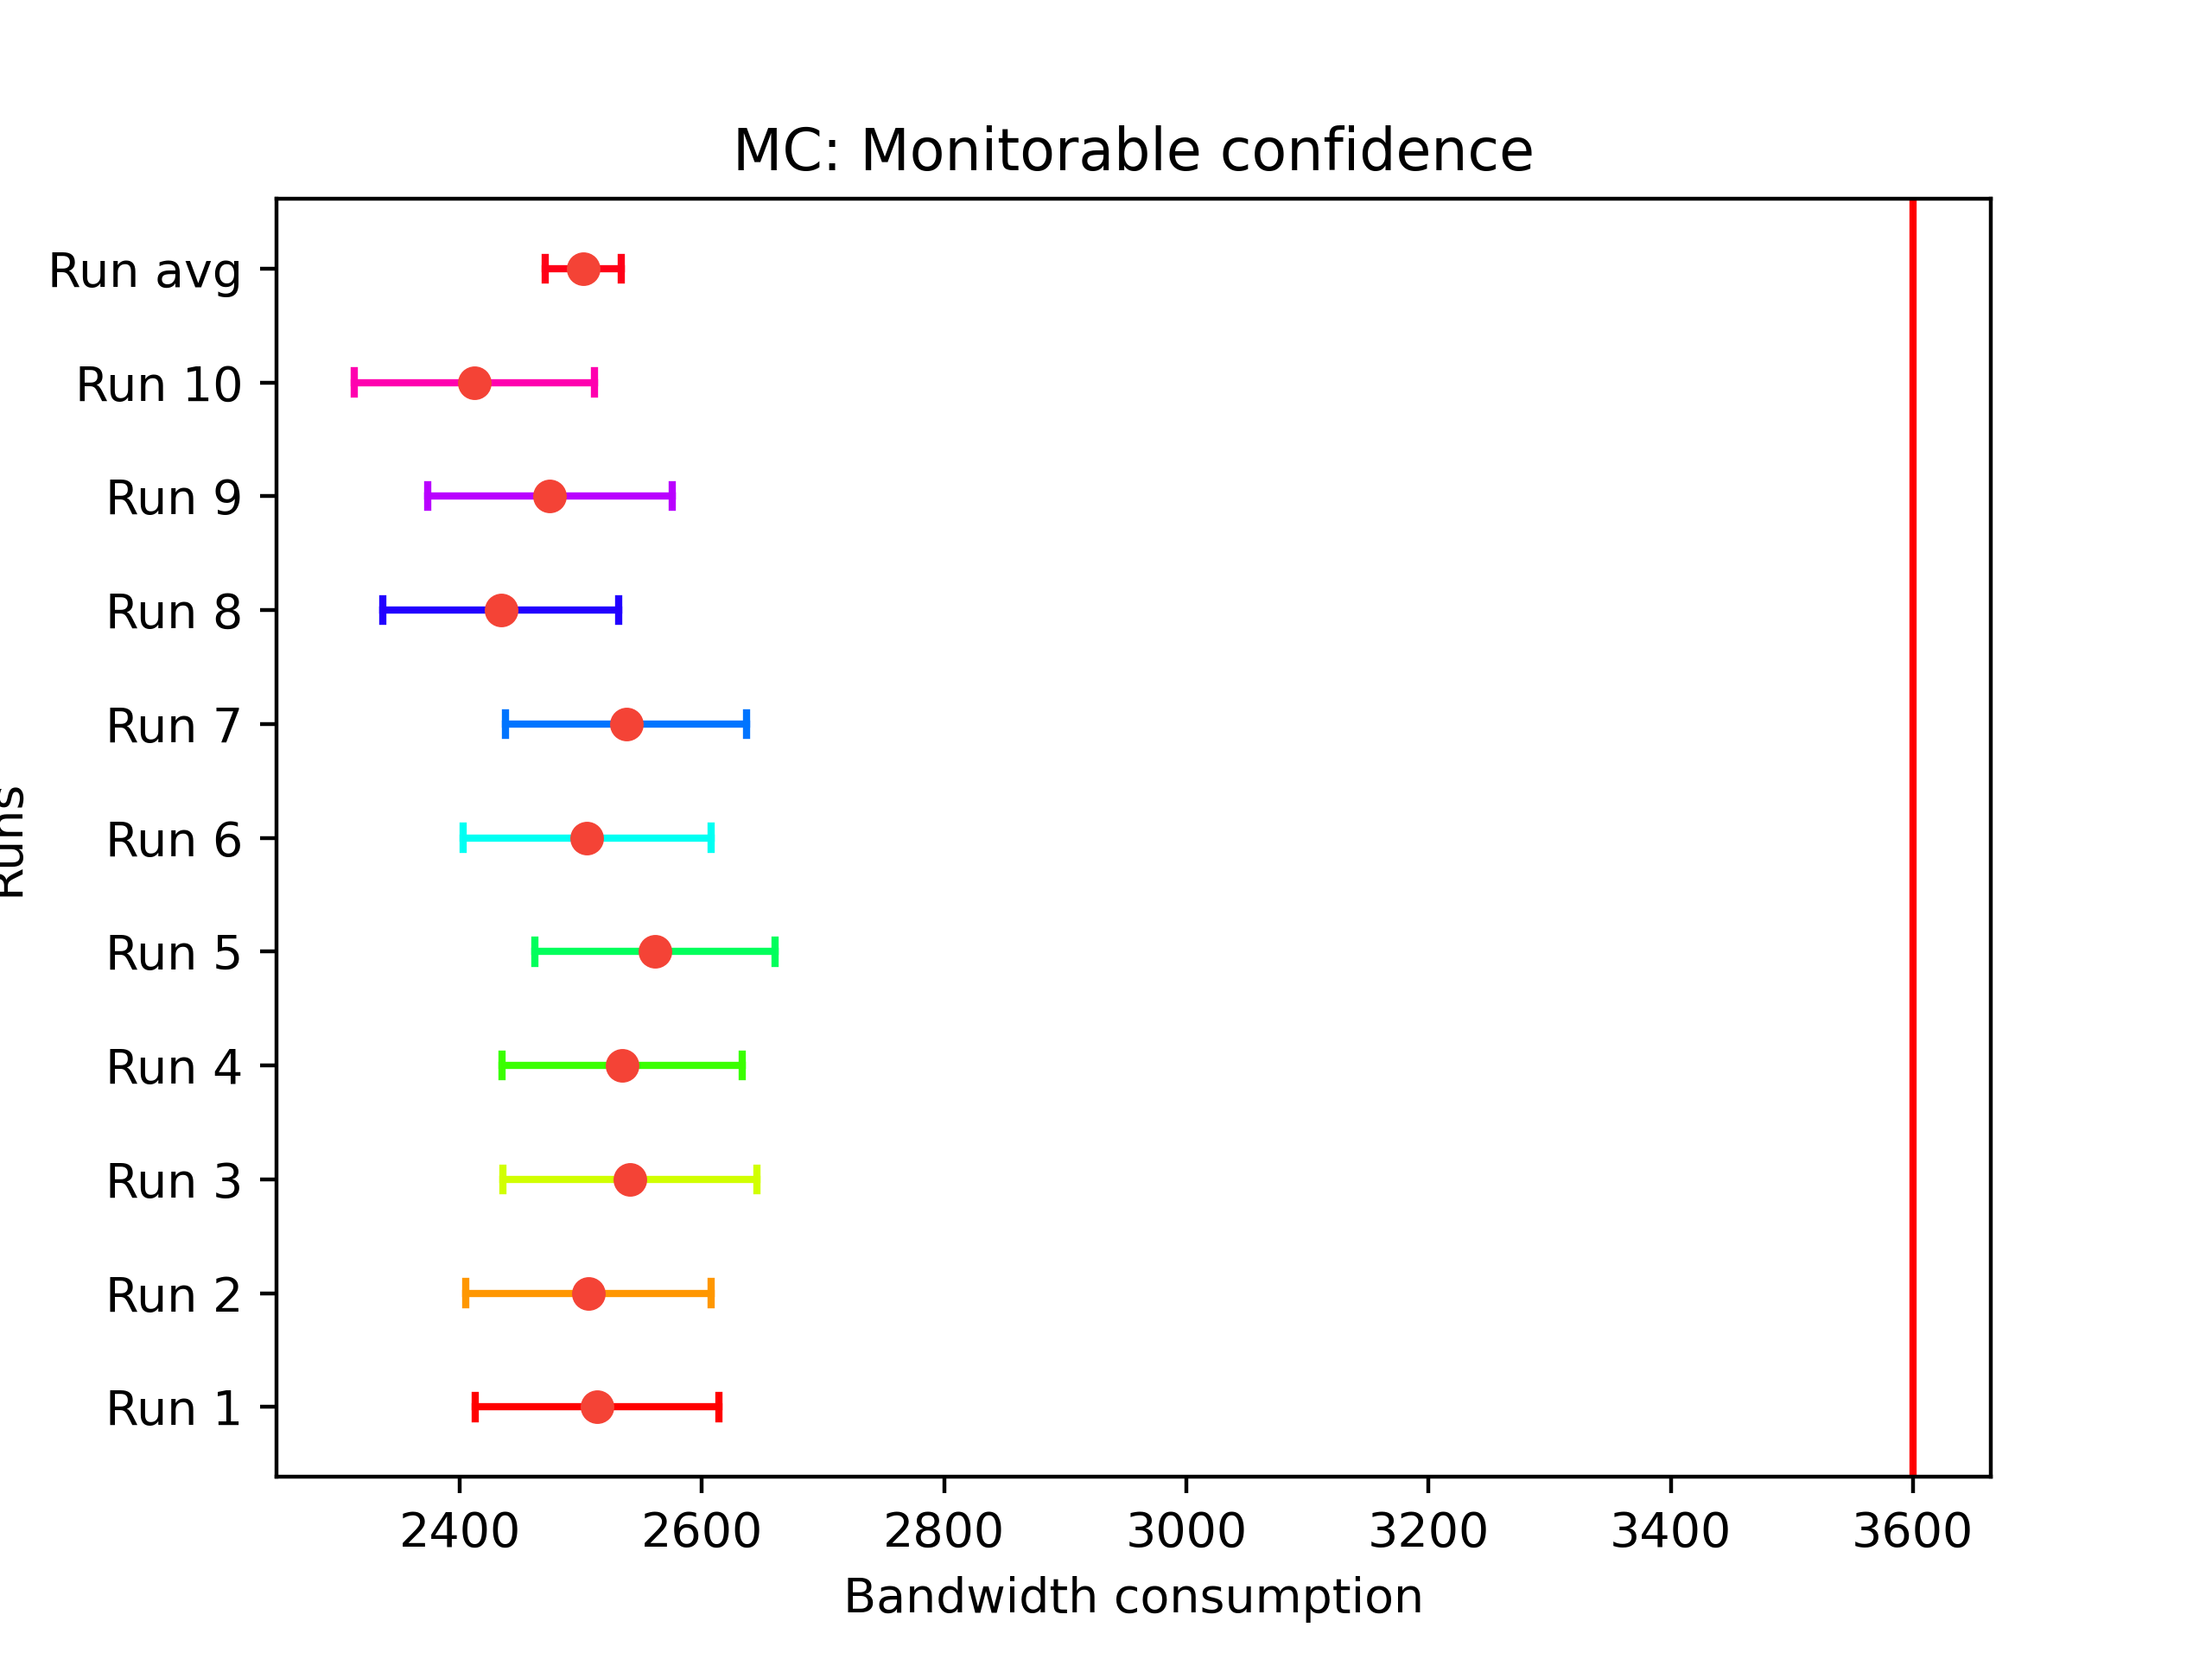 MC: Monitorable confidence
Run avg
Run 10
Run 9
Run 8
Run 7
Run 6
Run 5
Run 4
Run 3
Run 2
Run 1
Runs
2400 2600 2800 3000 3200 3400 3600
Bandwidth consumption